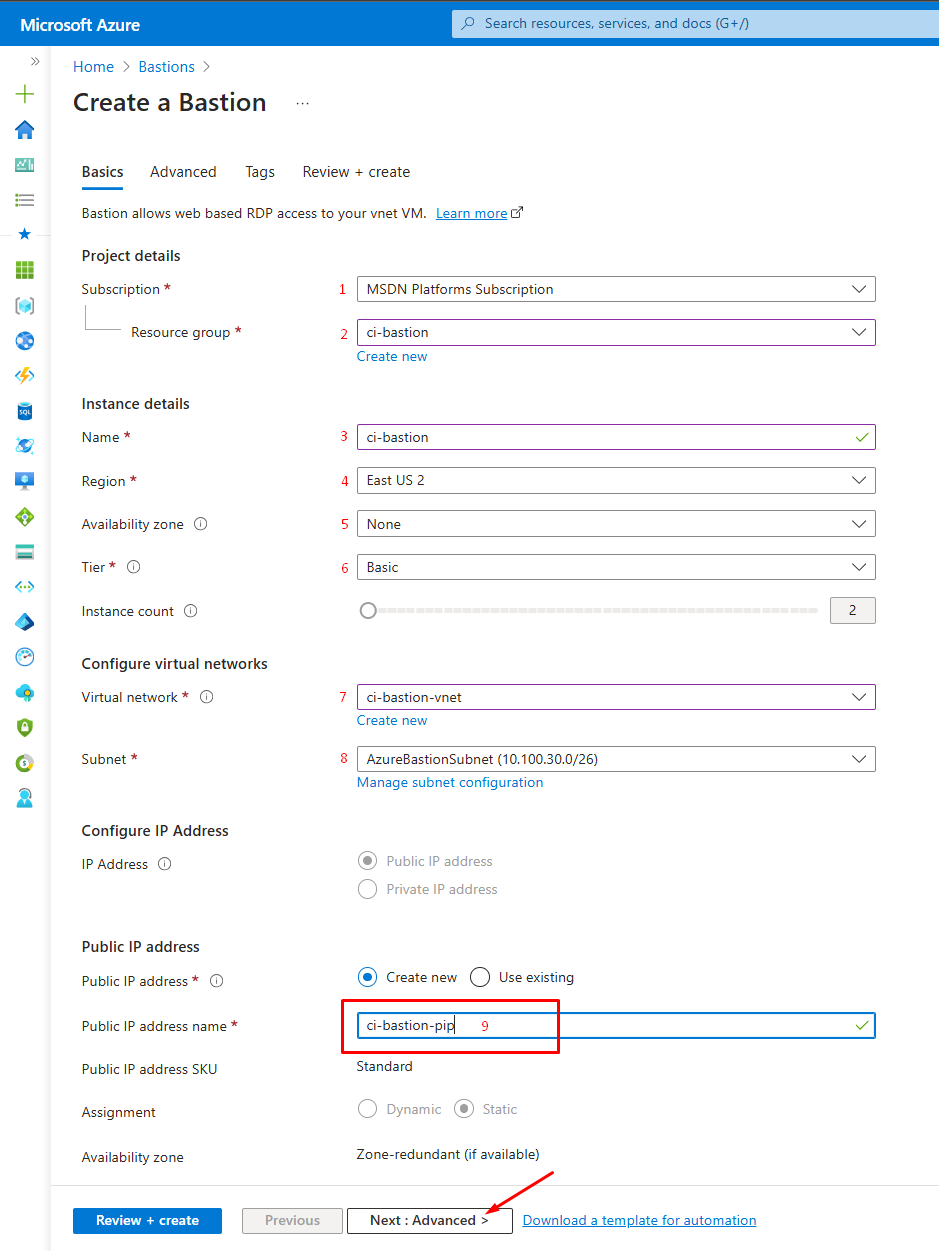 Microsoft Azure
Search resources, services, and docs (G+/)
Home > Bastions >
Create a Bastion ...
Basics Advanced Tags Review + create
Bastion allows web based RDP access to your vnet VM. Learn more
Project details
Subscription * 1 MSDN Platforms Subscription
Resource group * 2 ci-bastion
Create new
Instance details
Name * 3 ci-bastion
Region * 4 East US 2
Availability zone 5 None
Tier * 6 Basic
Instance count 2
Configure virtual networks
Virtual network * 7 ci-bastion-vnet
Create new
Subnet * 8 AzureBastionSubnet (10.100.30.0/26)
Manage subnet configuration
Configure IP Address
IP Address Public IP address
Private IP address
Public IP address
Public IP address * Create new Use existing
Public IP address name * ci-bastion-pip 9
Public IP address SKU Standard
Assignment Dynamic Static
Availability zone Zone-redundant (if available)
Review + create Previous Next : Advanced > Download a template for automation